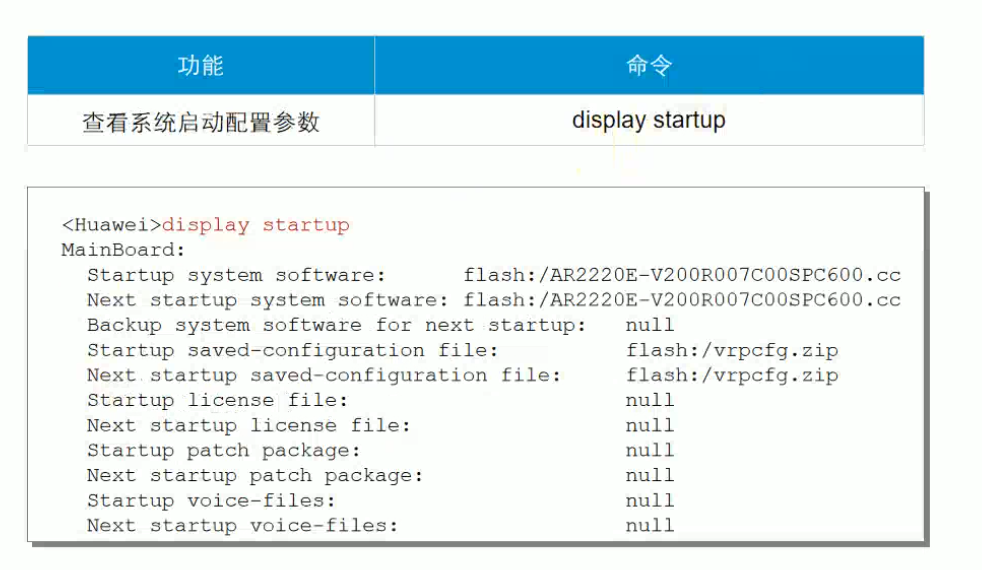 功能 命令
查看系统启动配置参数 display startup
<Huawei>display startup
MainBoard:
Startup system software: flash:/AR2220E-V200R007C00SPC600.cc
Next startup system software: flash:/AR2220E-V200R007C00SPC600.cc
Backup system software for next startup: null
Startup saved-configuration file: flash:/vrpcfg.zip
Next startup saved-configuration file: flash:/vrpcfg.zip
Startup license file: null
Next startup license file: null
Startup patch package: null
Next startup patch package: null
Startup voice-files: null
Next startup voice-files: null